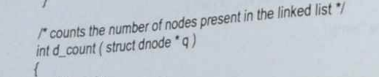 /* counts the number of nodes present in the linked list */
int d_count ( struct dnode * q )
{